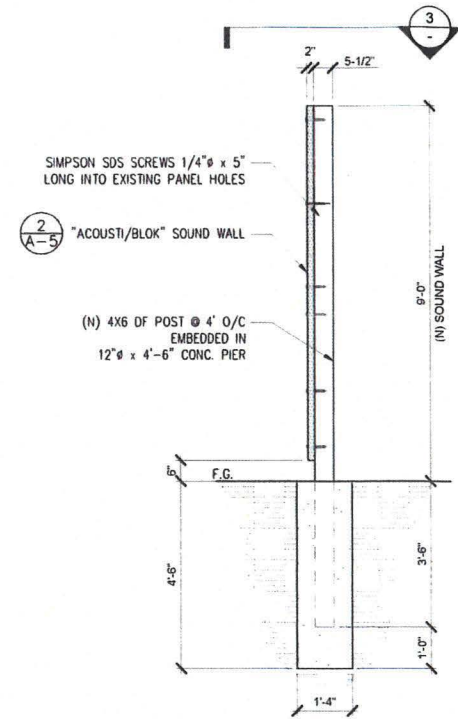 3
-
2"
5-1/2"
SIMPSON SDS SCREWS 1/4"ø x 5"
LONG INTO EXISTING PANEL HOLES
2
A-5
"ACOUSTI/BLOK" SOUND WALL
9'-0"
(N) SOUND WALL
(N) 4X6 DF POST @ 4' O/C
EMBEDDED IN
12"ø x 4'-6" CONC. PIER
6"
F.G.
4'-6"
3'-6"
1'-0"
1'-4"